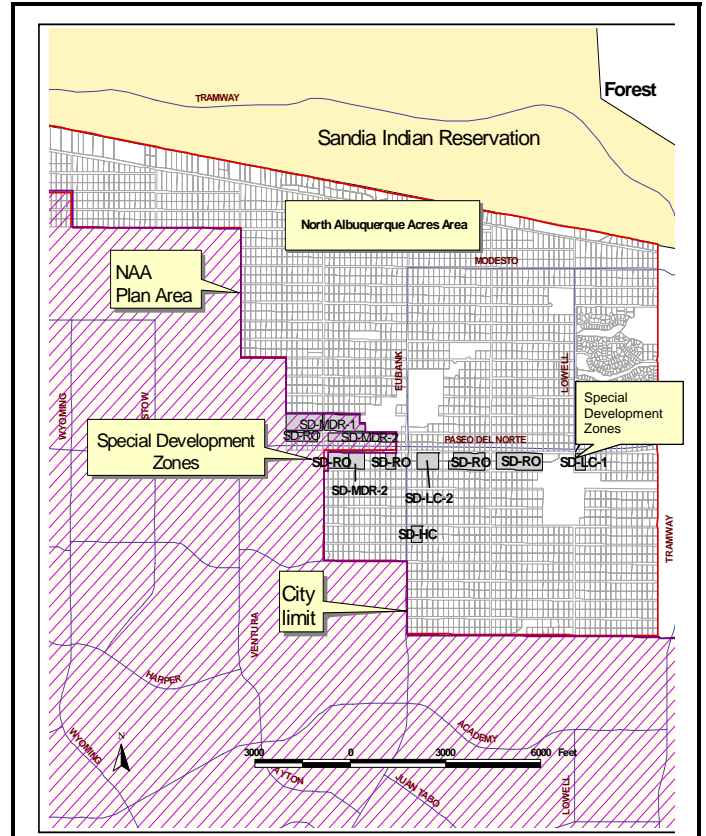 Forest
TRAMWAY
Sandia Indian Reservation
North Albuquerque Acres Area
MODESTO
NAA
Plan Area
EUBANK
LOWELL
Special
Development
Zones
WYOMING
STOW
SD-MDR-1
SD-RO
SD-MDR-2
PASEO DEL NORTE
Special Development
Zones
SD-RO
SD-RO
SD-RO
SD-RO
SD-LC-1
SD-MDR-2
SD-LC-2
SD-HC
TRAMWAY
City
limit
VENTURA
HARPER
ACADEMY
WYOMING
N
3000 0 3000 6000 Feet
AYTON
JUAN TABO
LOWELL